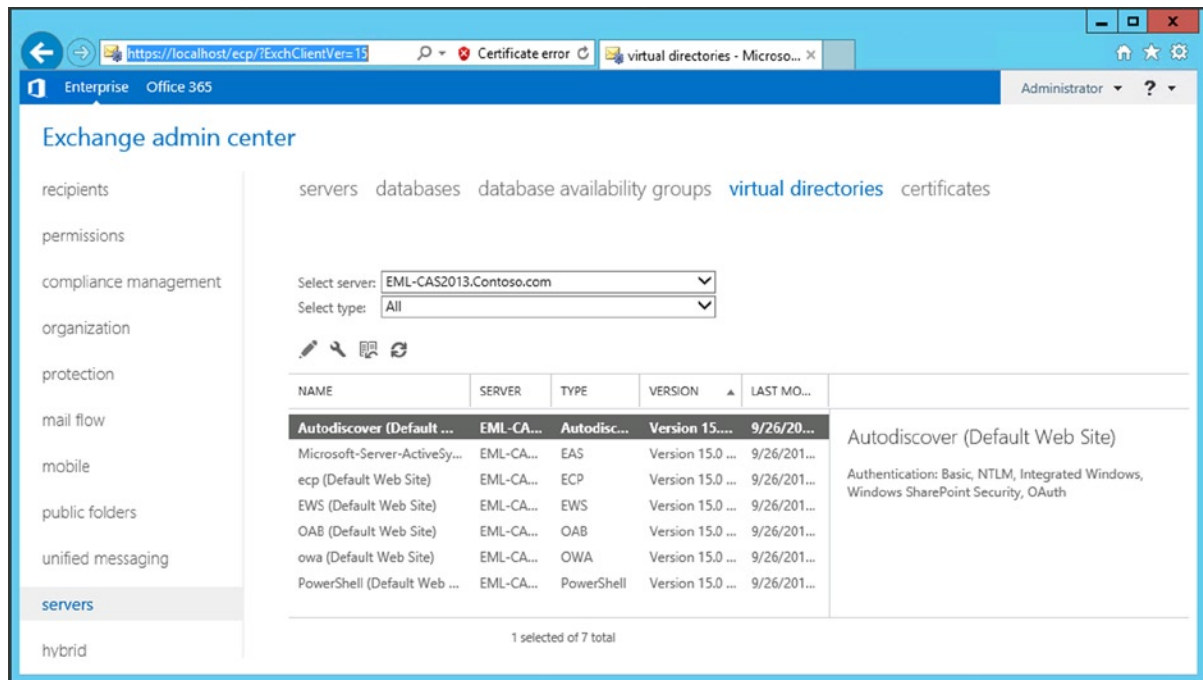 https://localhost/ecp/?ExchClientVer=15 Certificate error virtual directories - Microso...
Enterprise Office 365 Administrator ?
Exchange admin center
recipients
permissions
compliance management
organization
protection
mail flow
mobile
public folders
unified messaging
servers
hybrid
servers databases database availability groups virtual directories certificates
Select server: EML-CAS2013.Contoso.com
Select type: All
NAME SERVER TYPE VERSION LAST MO...
Autodiscover (Default ... EML-CA... Autodisc... Version 15.... 9/26/20...
Microsoft-Server-ActiveSy... EML-CA... EAS Version 15.0 ... 9/26/201...
ecp (Default Web Site) EML-CA... ECP Version 15.0 ... 9/26/201...
EWS (Default Web Site) EML-CA... EWS Version 15.0 ... 9/26/201...
OAB (Default Web Site) EML-CA... OAB Version 15.0 ... 9/26/201...
owa (Default Web Site) EML-CA... OWA Version 15.0 ... 9/26/201...
PowerShell (Default Web ... EML-CA... PowerShell Version 15.0 ... 9/26/201...
1 selected of 7 total
Autodiscover (Default Web Site)
Authentication: Basic, NTLM, Integrated Windows,
Windows SharePoint Security, OAuth